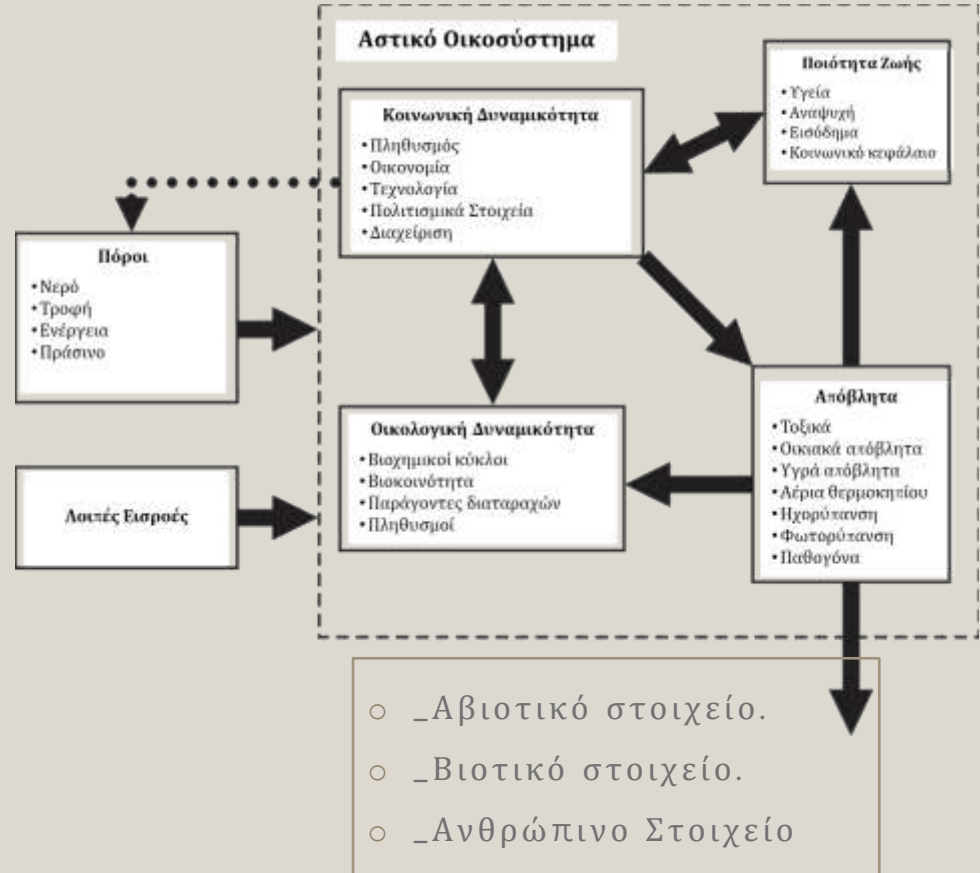 Αστικό Οικοσύστημα
Κοινωνική Δυναμικότητα
• Πληθυσμός
• Οικονομία
• Τεχνολογία
• Πολιτισμικά Στοιχεία
• Διαχείριση
Ποιότητα Ζωής
• Υγεία
• Αναψυχή
• Εισόδημα
• Κοινωνικό κεφάλαιο
Πόροι
• Νερό
• Τροφή
• Ενέργεια
• Πράσινο
Οικολογική Δυναμικότητα
• Βιοχημικοί κύκλοι
• Βιοκοινότητα
• Παράγοντες διαταραχών
• Πληθυσμοί
Απόβλητα
• Τοξικά
• Οικιακά απόβλητα
• Υγρά απόβλητα
• Αέρια θερμοκηπίου
• Ηχορύπανση
• Φωτορύπανση
• Παθογόνα
Λοιπές Εισροές
○ _Αβιοτικό στοιχείο.
○ _Βιοτικό στοιχείο.
○ _Ανθρώπινο Στοιχείο